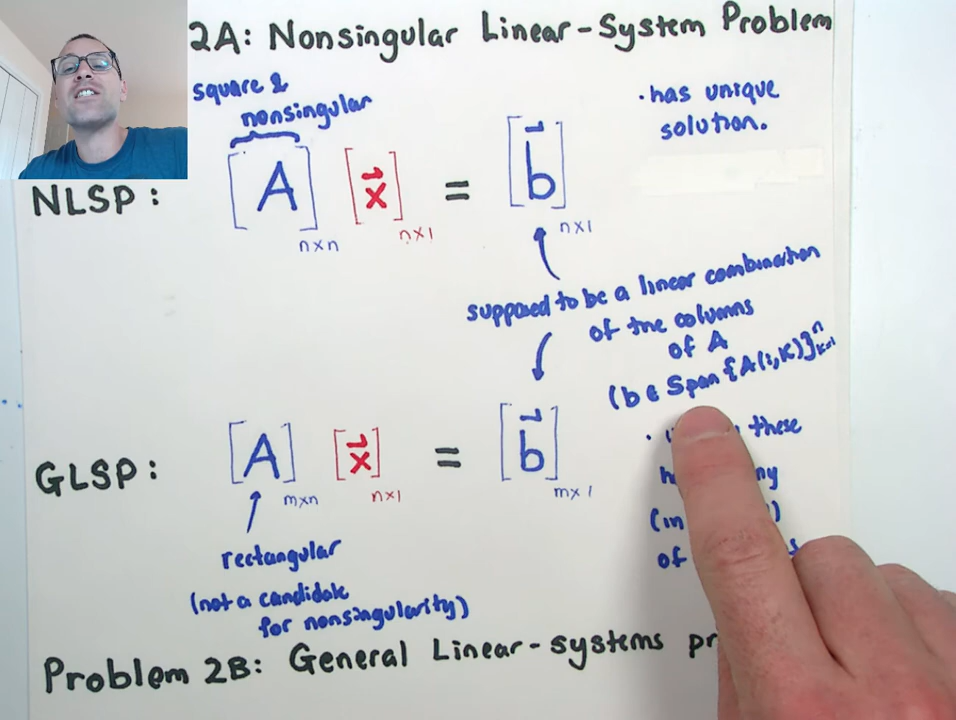 2A: Nonsingular Linear-System Problem
square &
nonsingular
· has unique
solution.
NLSP: [A] n×n [x⃗] n×1 = [b⃗] n×1
supposed to be a linear combination
of the columns
of A
(b ∈ Span {A(:,K)}ⁿₖ₌₁
GLSP: [A] m×n [x⃗] n×1 = [b⃗] m×1
· these
(in )
of
rectangular
(not a candidate
for nonsingularity)
Problem 2B: General Linear-systems